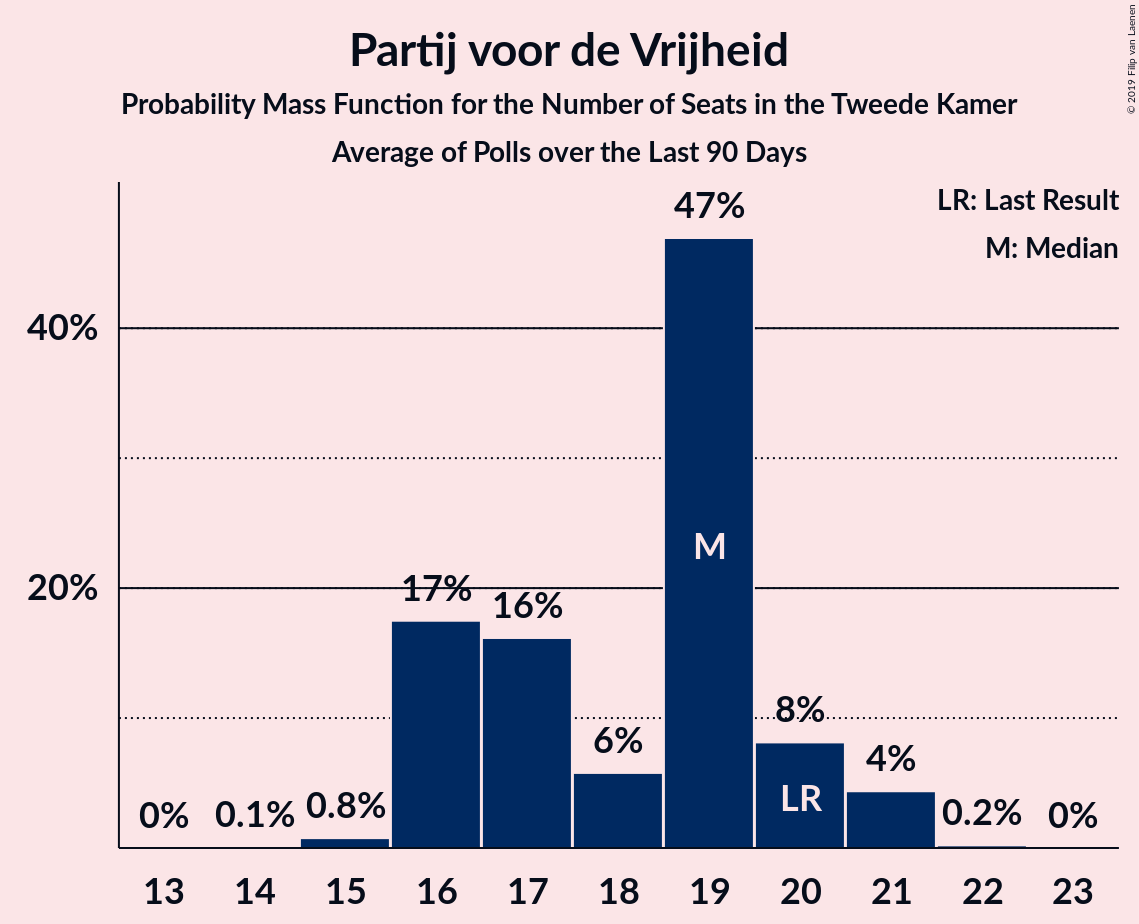 Partij voor de Vrijheid
Probability Mass Function for the Number of Seats in the Tweede Kamer
Average of Polls over the Last 90 Days
© 2019 Filip van Laenen
LR: Last Result
M: Median
47%
40%
M
20%
17%
16%
8%
6%
4%
LR
0%
0.1%
0.8%
0.2%
0%
13 14 15 16 17 18 19 20 21 22 23